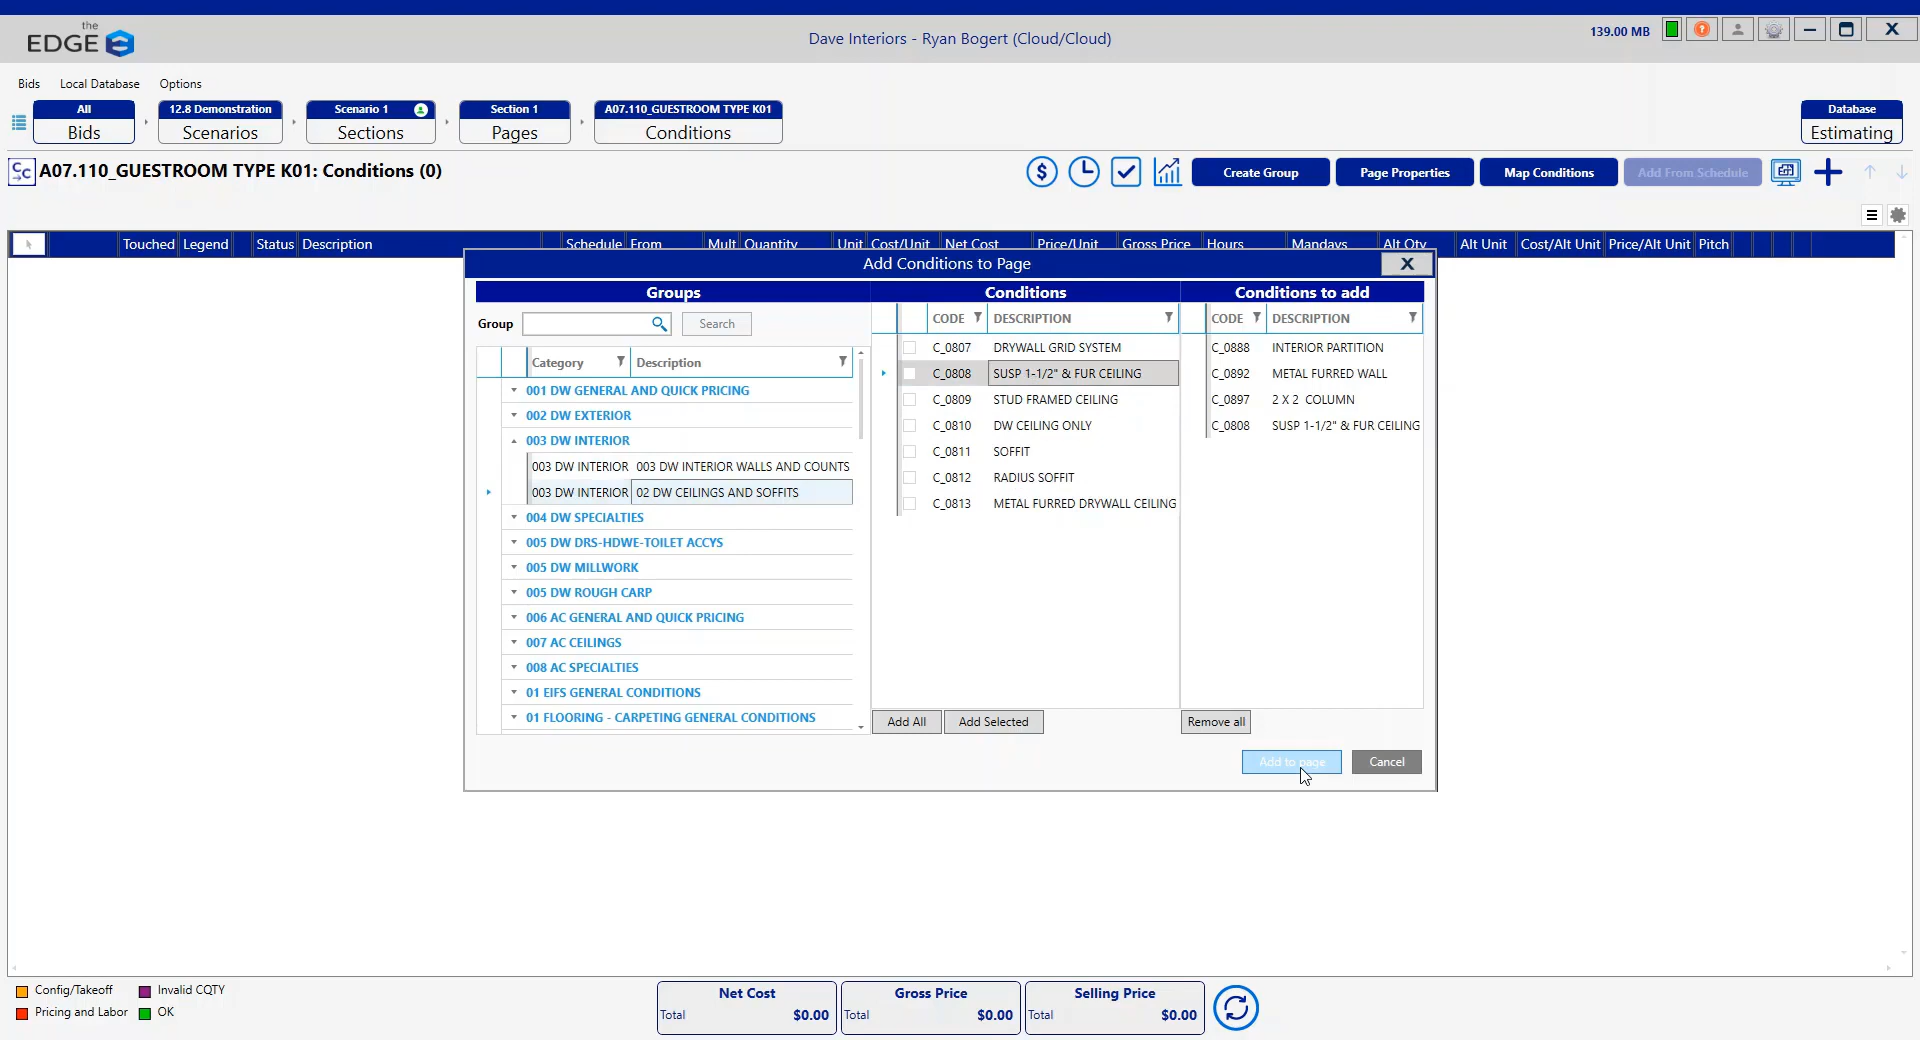 the
EDGE
Dave Interiors - Ryan Bogert (Cloud/Cloud)
139.00 MB
X
Bids Local Database Options
All
Bids
12.8 Demonstration
Scenarios
Scenario 1
Sections
Section 1
Pages
A07.110_GUESTROOM TYPE K01
Conditions
Database
Estimating
A07.110_GUESTROOM TYPE K01: Conditions (0)
Create Group
Page Properties
Map Conditions
Add From Schedule
Touched Legend Status Description Schedule From Mult Quantity Unit Cost/Unit Net Cost Price/Unit Gross Price Hours Mandays Alt Qty Alt Unit Cost/Alt Unit Price/Alt Unit Pitch
Add Conditions to Page
X
Groups
Group
Search
Category Description
001 DW GENERAL AND QUICK PRICING
002 DW EXTERIOR
003 DW INTERIOR
003 DW INTERIOR 003 DW INTERIOR WALLS AND COUNTS
003 DW INTERIOR 02 DW CEILINGS AND SOFFITS
004 DW SPECIALTIES
005 DW DRS-HDWE-TOILET ACCYS
005 DW MILLWORK
005 DW ROUGH CARP
006 AC GENERAL AND QUICK PRICING
007 AC CEILINGS
008 AC SPECIALTIES
01 EIFS GENERAL CONDITIONS
01 FLOORING - CARPETING GENERAL CONDITIONS
Conditions
CODE DESCRIPTION
C_0807 DRYWALL GRID SYSTEM
C_0808 SUSP 1-1/2" & FUR CEILING
C_0809 STUD FRAMED CEILING
C_0810 DW CEILING ONLY
C_0811 SOFFIT
C_0812 RADIUS SOFFIT
C_0813 METAL FURRED DRYWALL CEILING
Add All
Add Selected
Conditions to add
CODE DESCRIPTION
C_0888 INTERIOR PARTITION
C_0892 METAL FURRED WALL
C_0897 2 X 2 COLUMN
C_0808 SUSP 1-1/2" & FUR CEILING
Remove all
Add to page
Cancel
Config/Takeoff Invalid CQTY
Pricing and Labor OK
Net Cost
Total $0.00
Gross Price
Total $0.00
Selling Price
Total $0.00